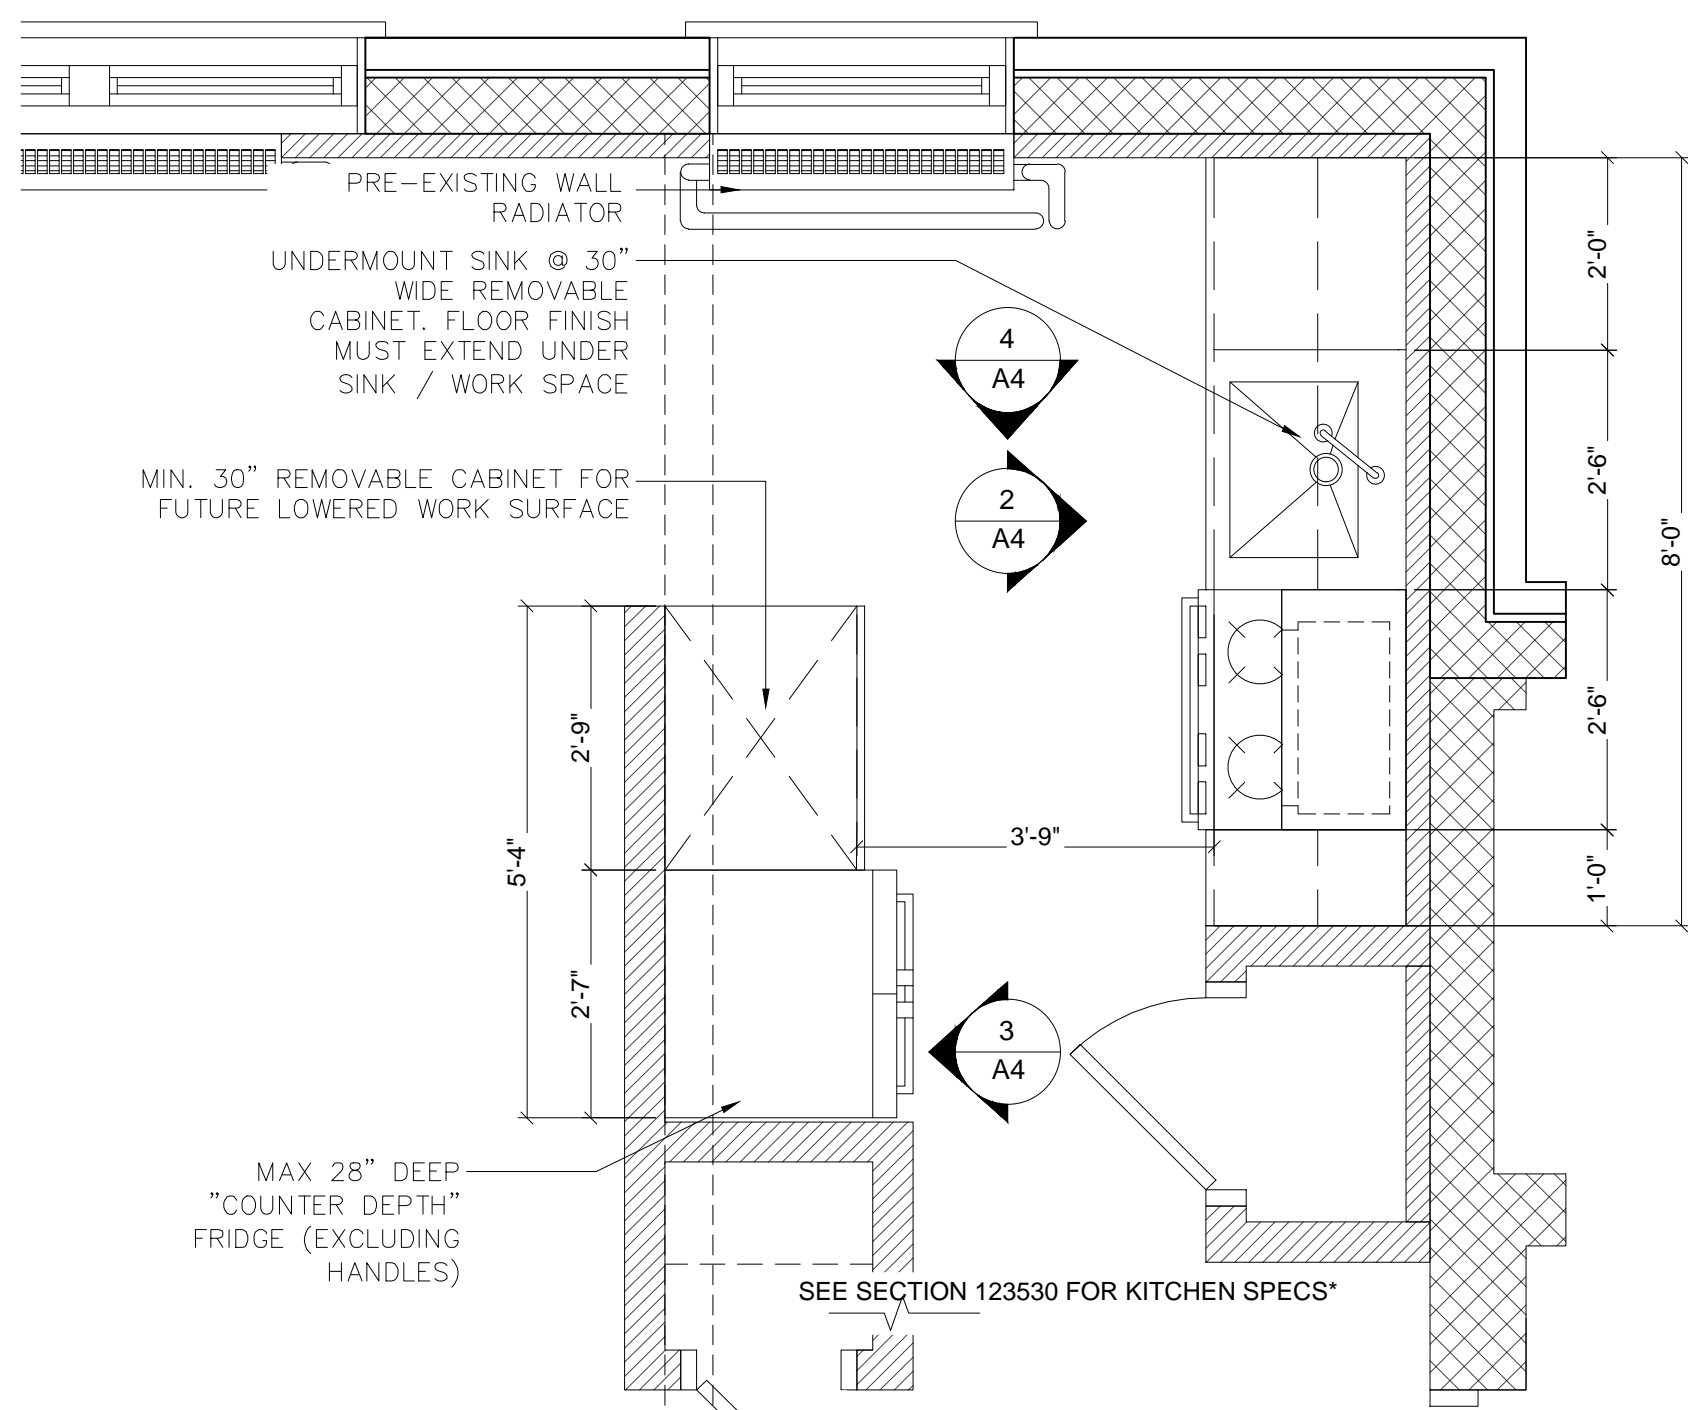 PRE-EXISTING WALL
RADIATOR
UNDERMOUNT SINK @ 30"
WIDE REMOVABLE
CABINET. FLOOR FINISH
MUST EXTEND UNDER
SINK / WORK SPACE
MIN. 30" REMOVABLE CABINET FOR
FUTURE LOWERED WORK SURFACE
4
A4
2
A4
2'-0"
2'-6"
8'-0"
2'-6"
1'-0"
2'-9"
5'-4"
2'-7"
3'-9"
3
A4
MAX 28" DEEP
"COUNTER DEPTH"
FRIDGE (EXCLUDING
HANDLES)
SEE SECTION 123530 FOR KITCHEN SPECS*